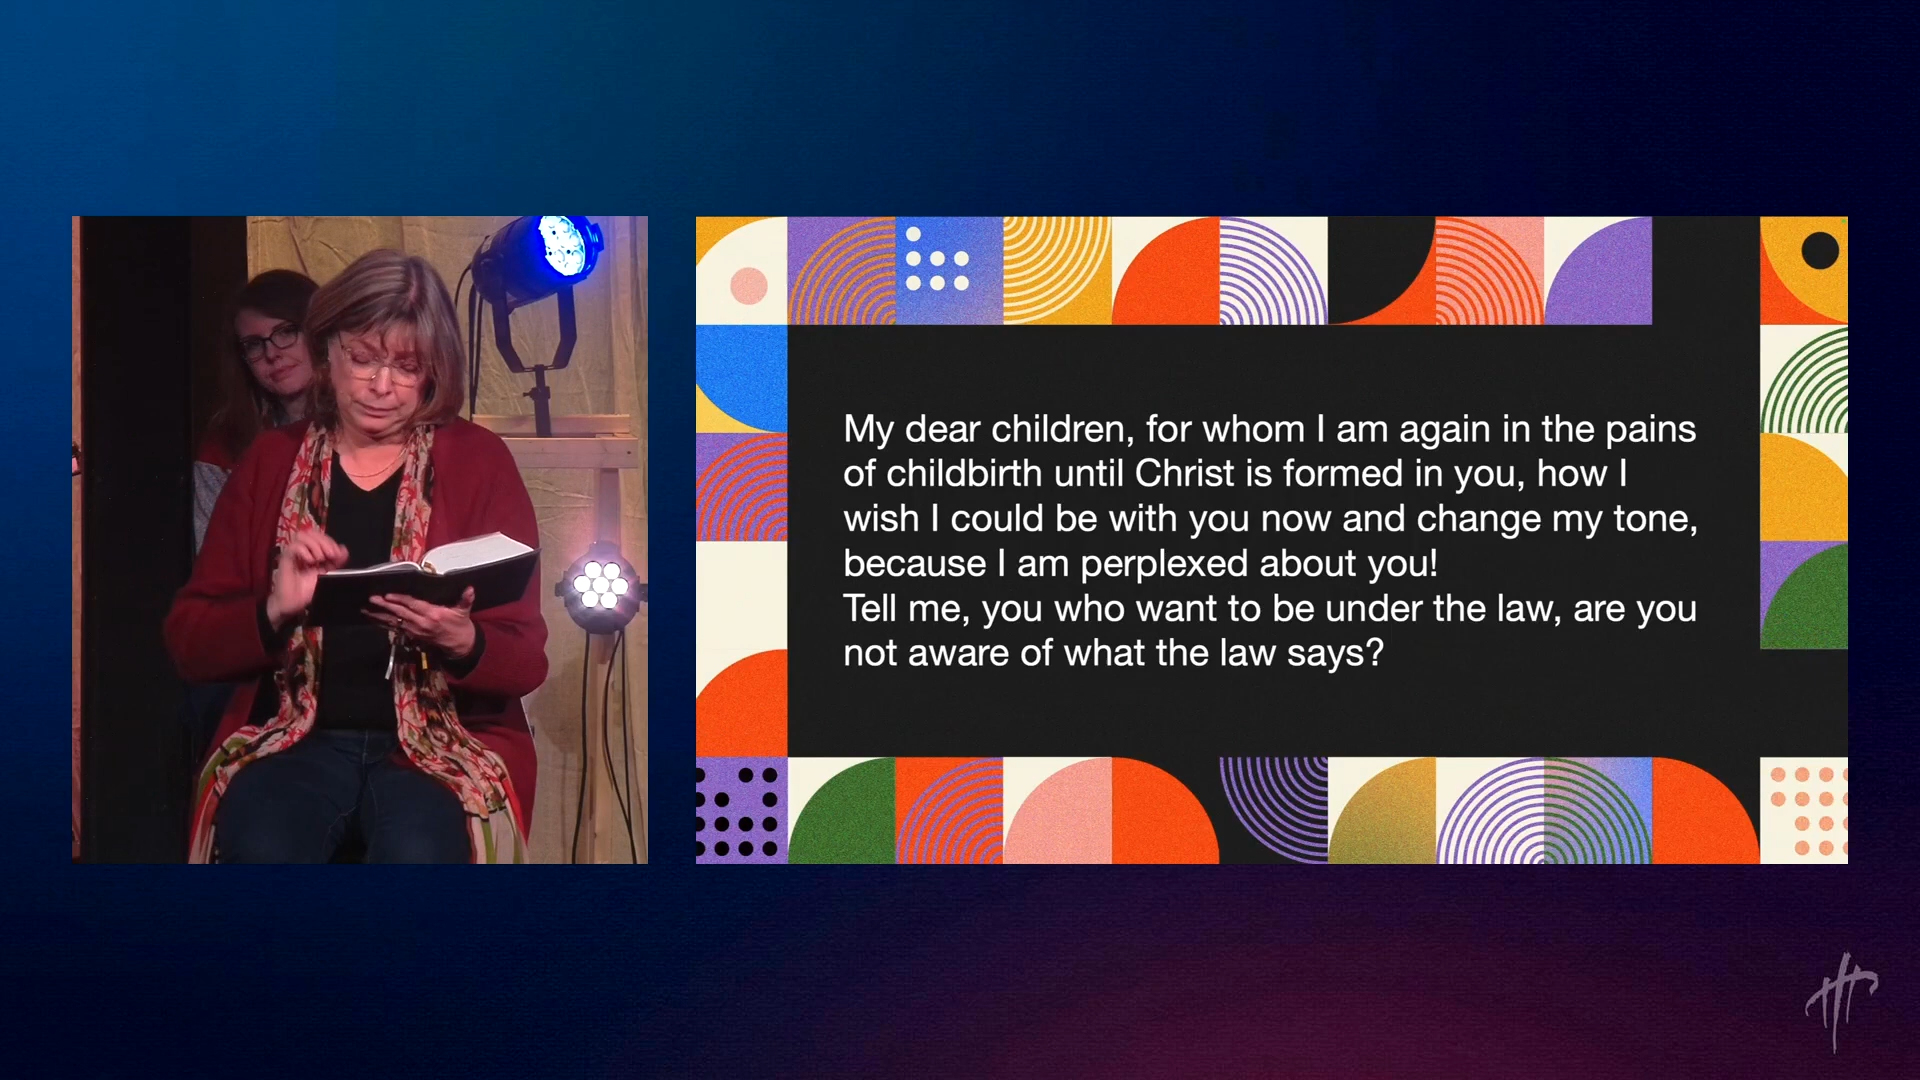 My dear children, for whom I am again in the pains
of childbirth until Christ is formed in you, how I
wish I could be with you now and change my tone,
because I am perplexed about you!
Tell me, you who want to be under the law, are you
not aware of what the law says?